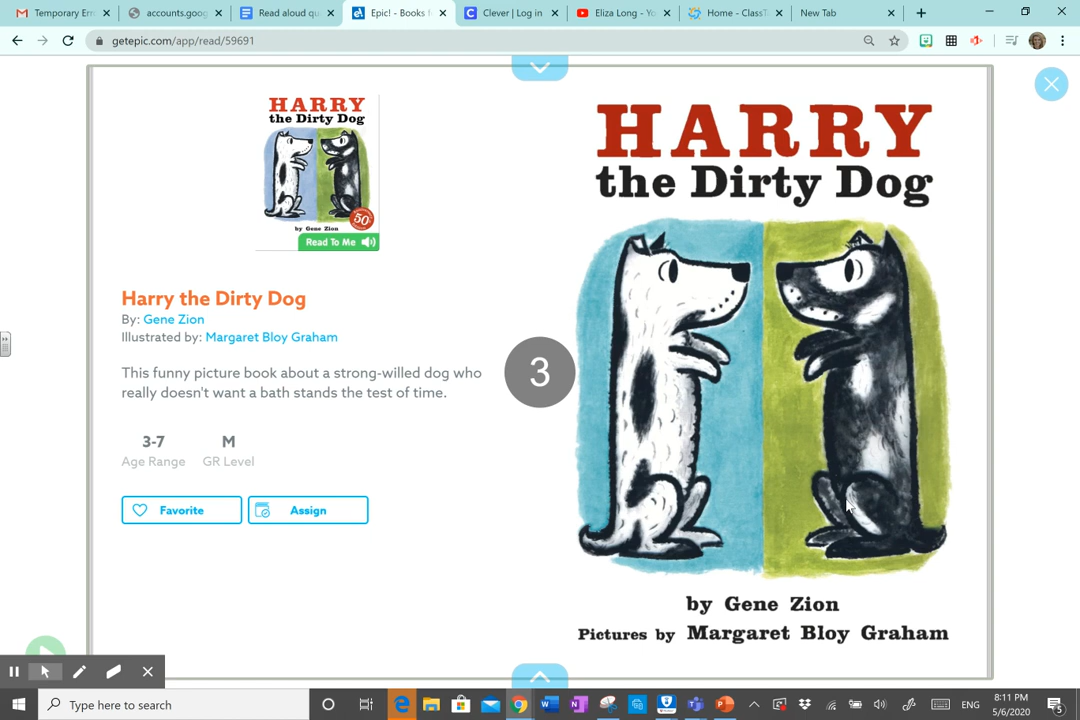 Temporary Err
accounts.goog
Read aloud qu
Epic! - Books f
Clever | Log in
Eliza Long - Yo
Home - ClassT
New Tab
getepic.com/app/read/59691
HARRY
the Dirty Dog
50
by Gene Zion
Read To Me
Harry the Dirty Dog
By: Gene Zion
Illustrated by: Margaret Bloy Graham
This funny picture book about a strong-willed dog who
really doesn't want a bath stands the test of time.
3-7 M
Age Range GR Level
Favorite Assign
3
HARRY
the Dirty Dog
by Gene Zion
Pictures by Margaret Bloy Graham
Type here to search
ENG
8:11 PM
5/6/2020
5